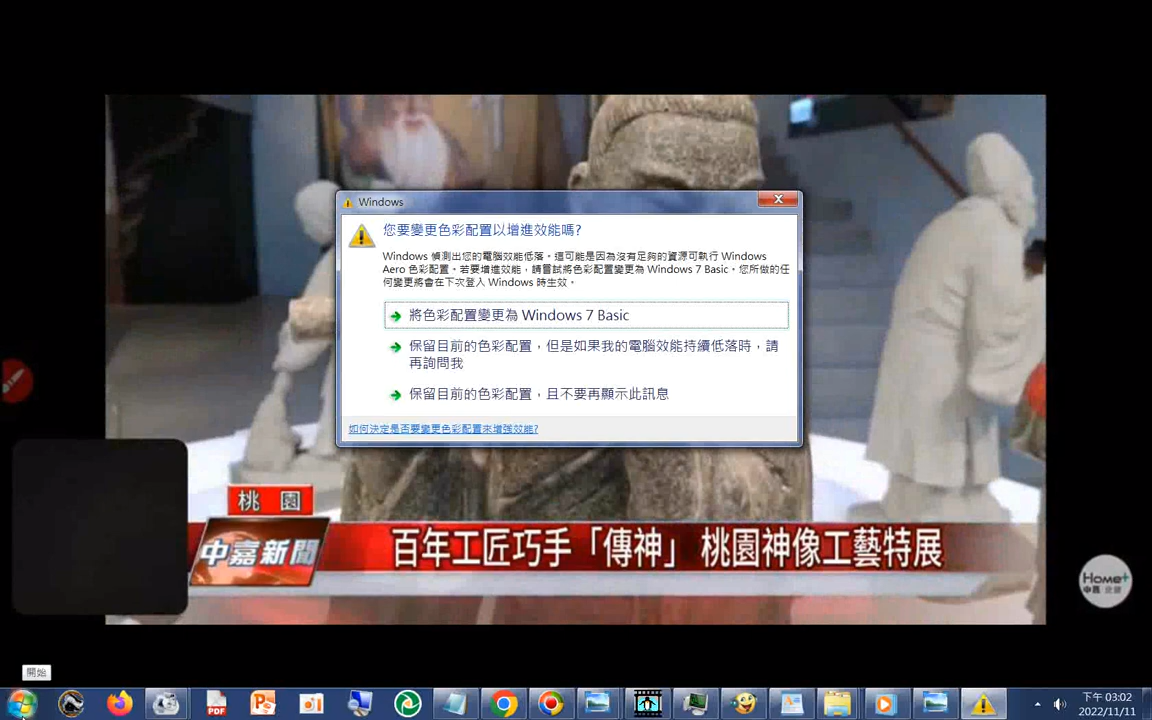 Windows
您要變更色彩配置以增進效能嗎?
Windows 偵測出您的電腦效能低落。這可能是因為沒有足夠的資源可執行 Windows
Aero 色彩配置。若要增進效能，請嘗試將色彩配置變更為 Windows 7 Basic。您所做的任
何變更將會在下次登入 Windows 時生效。
將色彩配置變更為 Windows 7 Basic
保留目前的色彩配置，但是如果我的電腦效能持續低落時，請
再詢問我
保留目前的色彩配置，且不要再顯示此訊息
如何決定是否要變更色彩配置來增強效能?
桃園
中嘉新聞
百年工匠巧手「傳神」 桃園神像工藝特展
Home+
開始
PDF
下午 03:02
2022/11/11